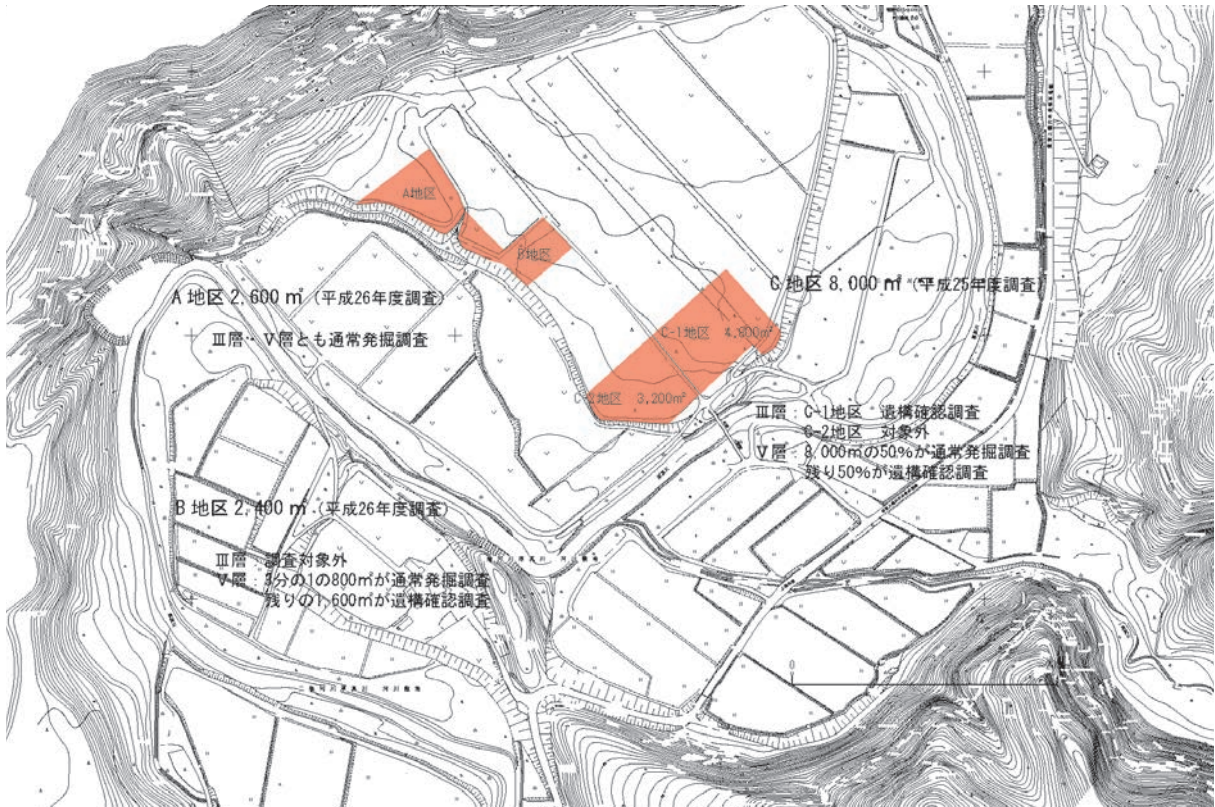 A地区
B地区
A地区 2,600㎡ (平成26年度調査)
Ⅲ層・Ⅴ層とも通常発掘調査
C地区 8,000㎡ (平成25年度調査)
C-1地区 4,800㎡
C-2地区 3,200㎡
Ⅲ層:C-1地区 遺構確認調査
C-2地区 対象外
Ⅴ層:8,000㎡の50%が通常発掘調査
残り50%が遺構確認調査
B地区 2,400㎡ (平成26年度調査)
Ⅲ層:調査対象外
Ⅴ層:3分の1の800㎡が通常発掘調査
残りの1,600㎡が遺構確認調査
0